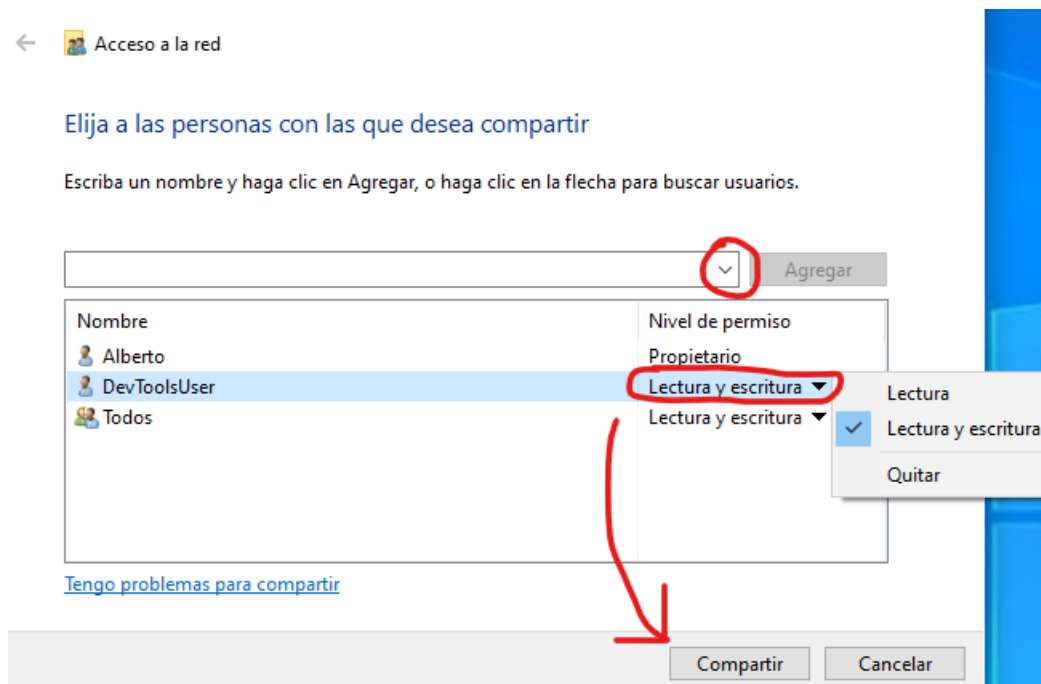 Acceso a la red
Elija a las personas con las que desea compartir
Escriba un nombre y haga clic en Agregar, o haga clic en la flecha para buscar usuarios.
Agregar
Nombre Nivel de permiso
Alberto Propietario
DevToolsUser Lectura y escritura
Todos Lectura y escritura
Lectura
Lectura y escritura
Quitar
Tengo problemas para compartir
Compartir Cancelar